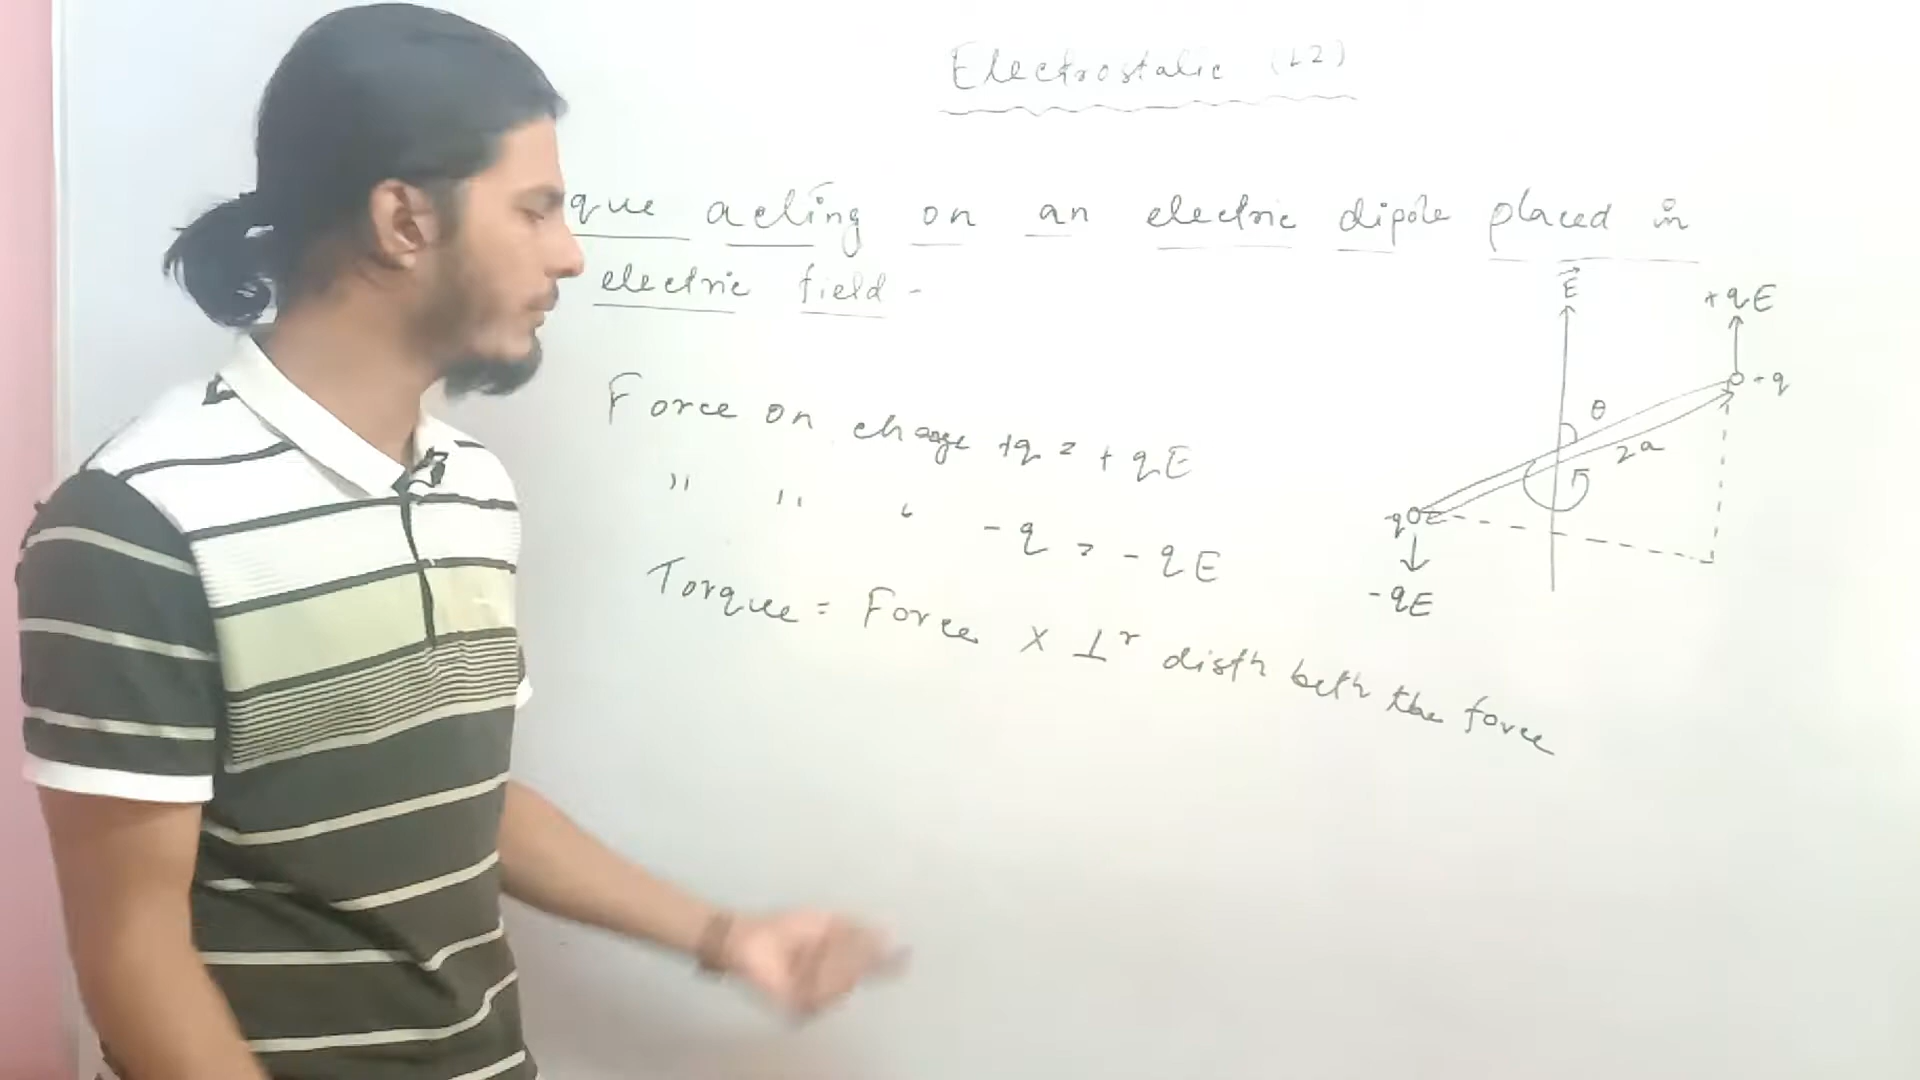 Electrostatic (L2)
que acting on an electric dipole placed in
electric field -
E
+qE
Force on charge +q = + qE
θ
- q
2a
" " " - q = - qE
-q
-qE
Torque = Force X ⊥r distn betn the force